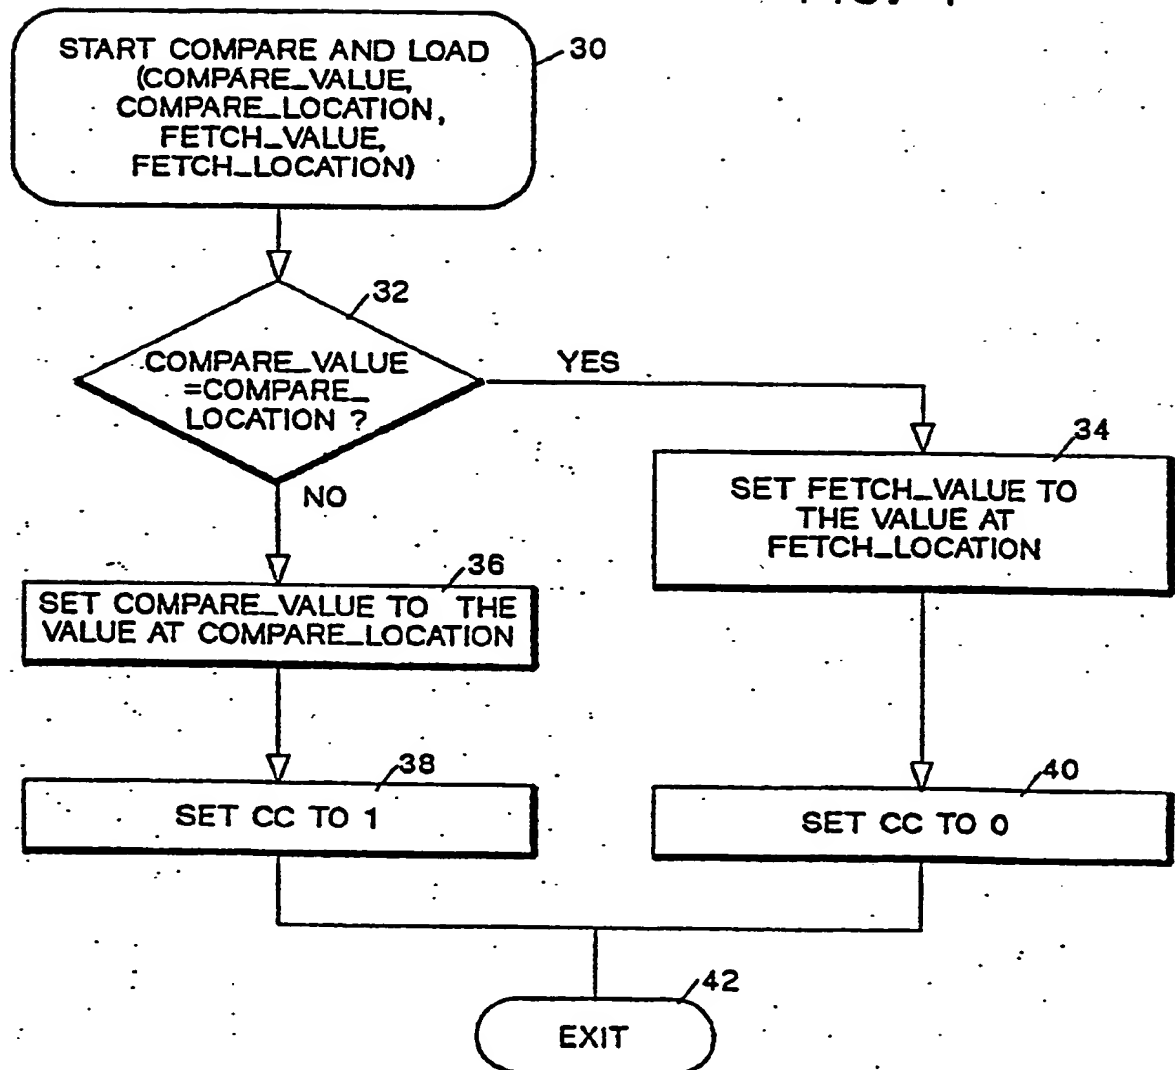 START COMPARE AND LOAD
(COMPARE_VALUE,
COMPARE_LOCATION,
FETCH_VALUE,
FETCH_LOCATION)
30
32
COMPARE_VALUE
=COMPARE_
LOCATION ?
YES
NO
34
SET FETCH_VALUE TO
THE VALUE AT
FETCH_LOCATION
36
SET COMPARE_VALUE TO THE
VALUE AT COMPARE_LOCATION
38
SET CC TO 1
40
SET CC TO 0
42
EXIT